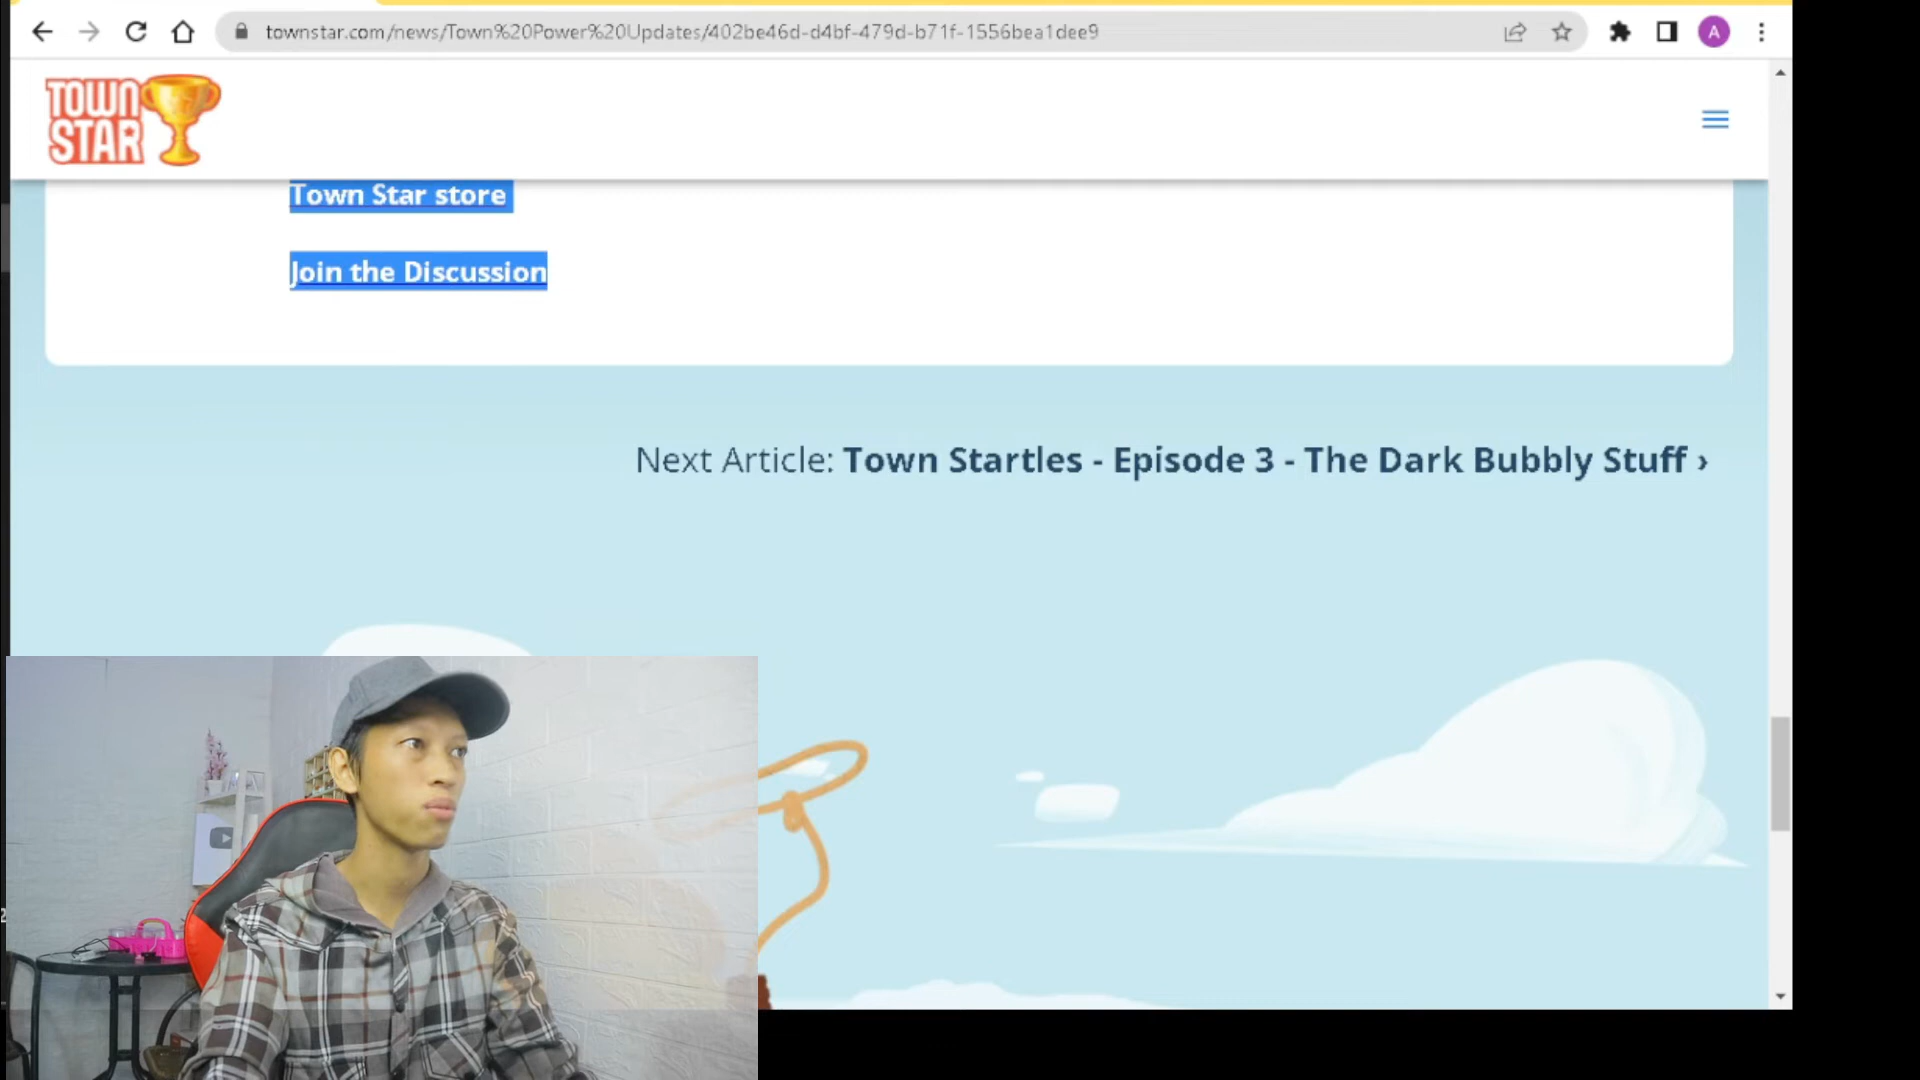 townstar.com/news/Town%20Power%20Updates/402be46d-d4bf-479d-b71f-1556bea1dee9
A
TOWN
STAR
Town Star store
Join the Discussion
Next Article: Town Startles - Episode 3 - The Dark Bubbly Stuff ›
2